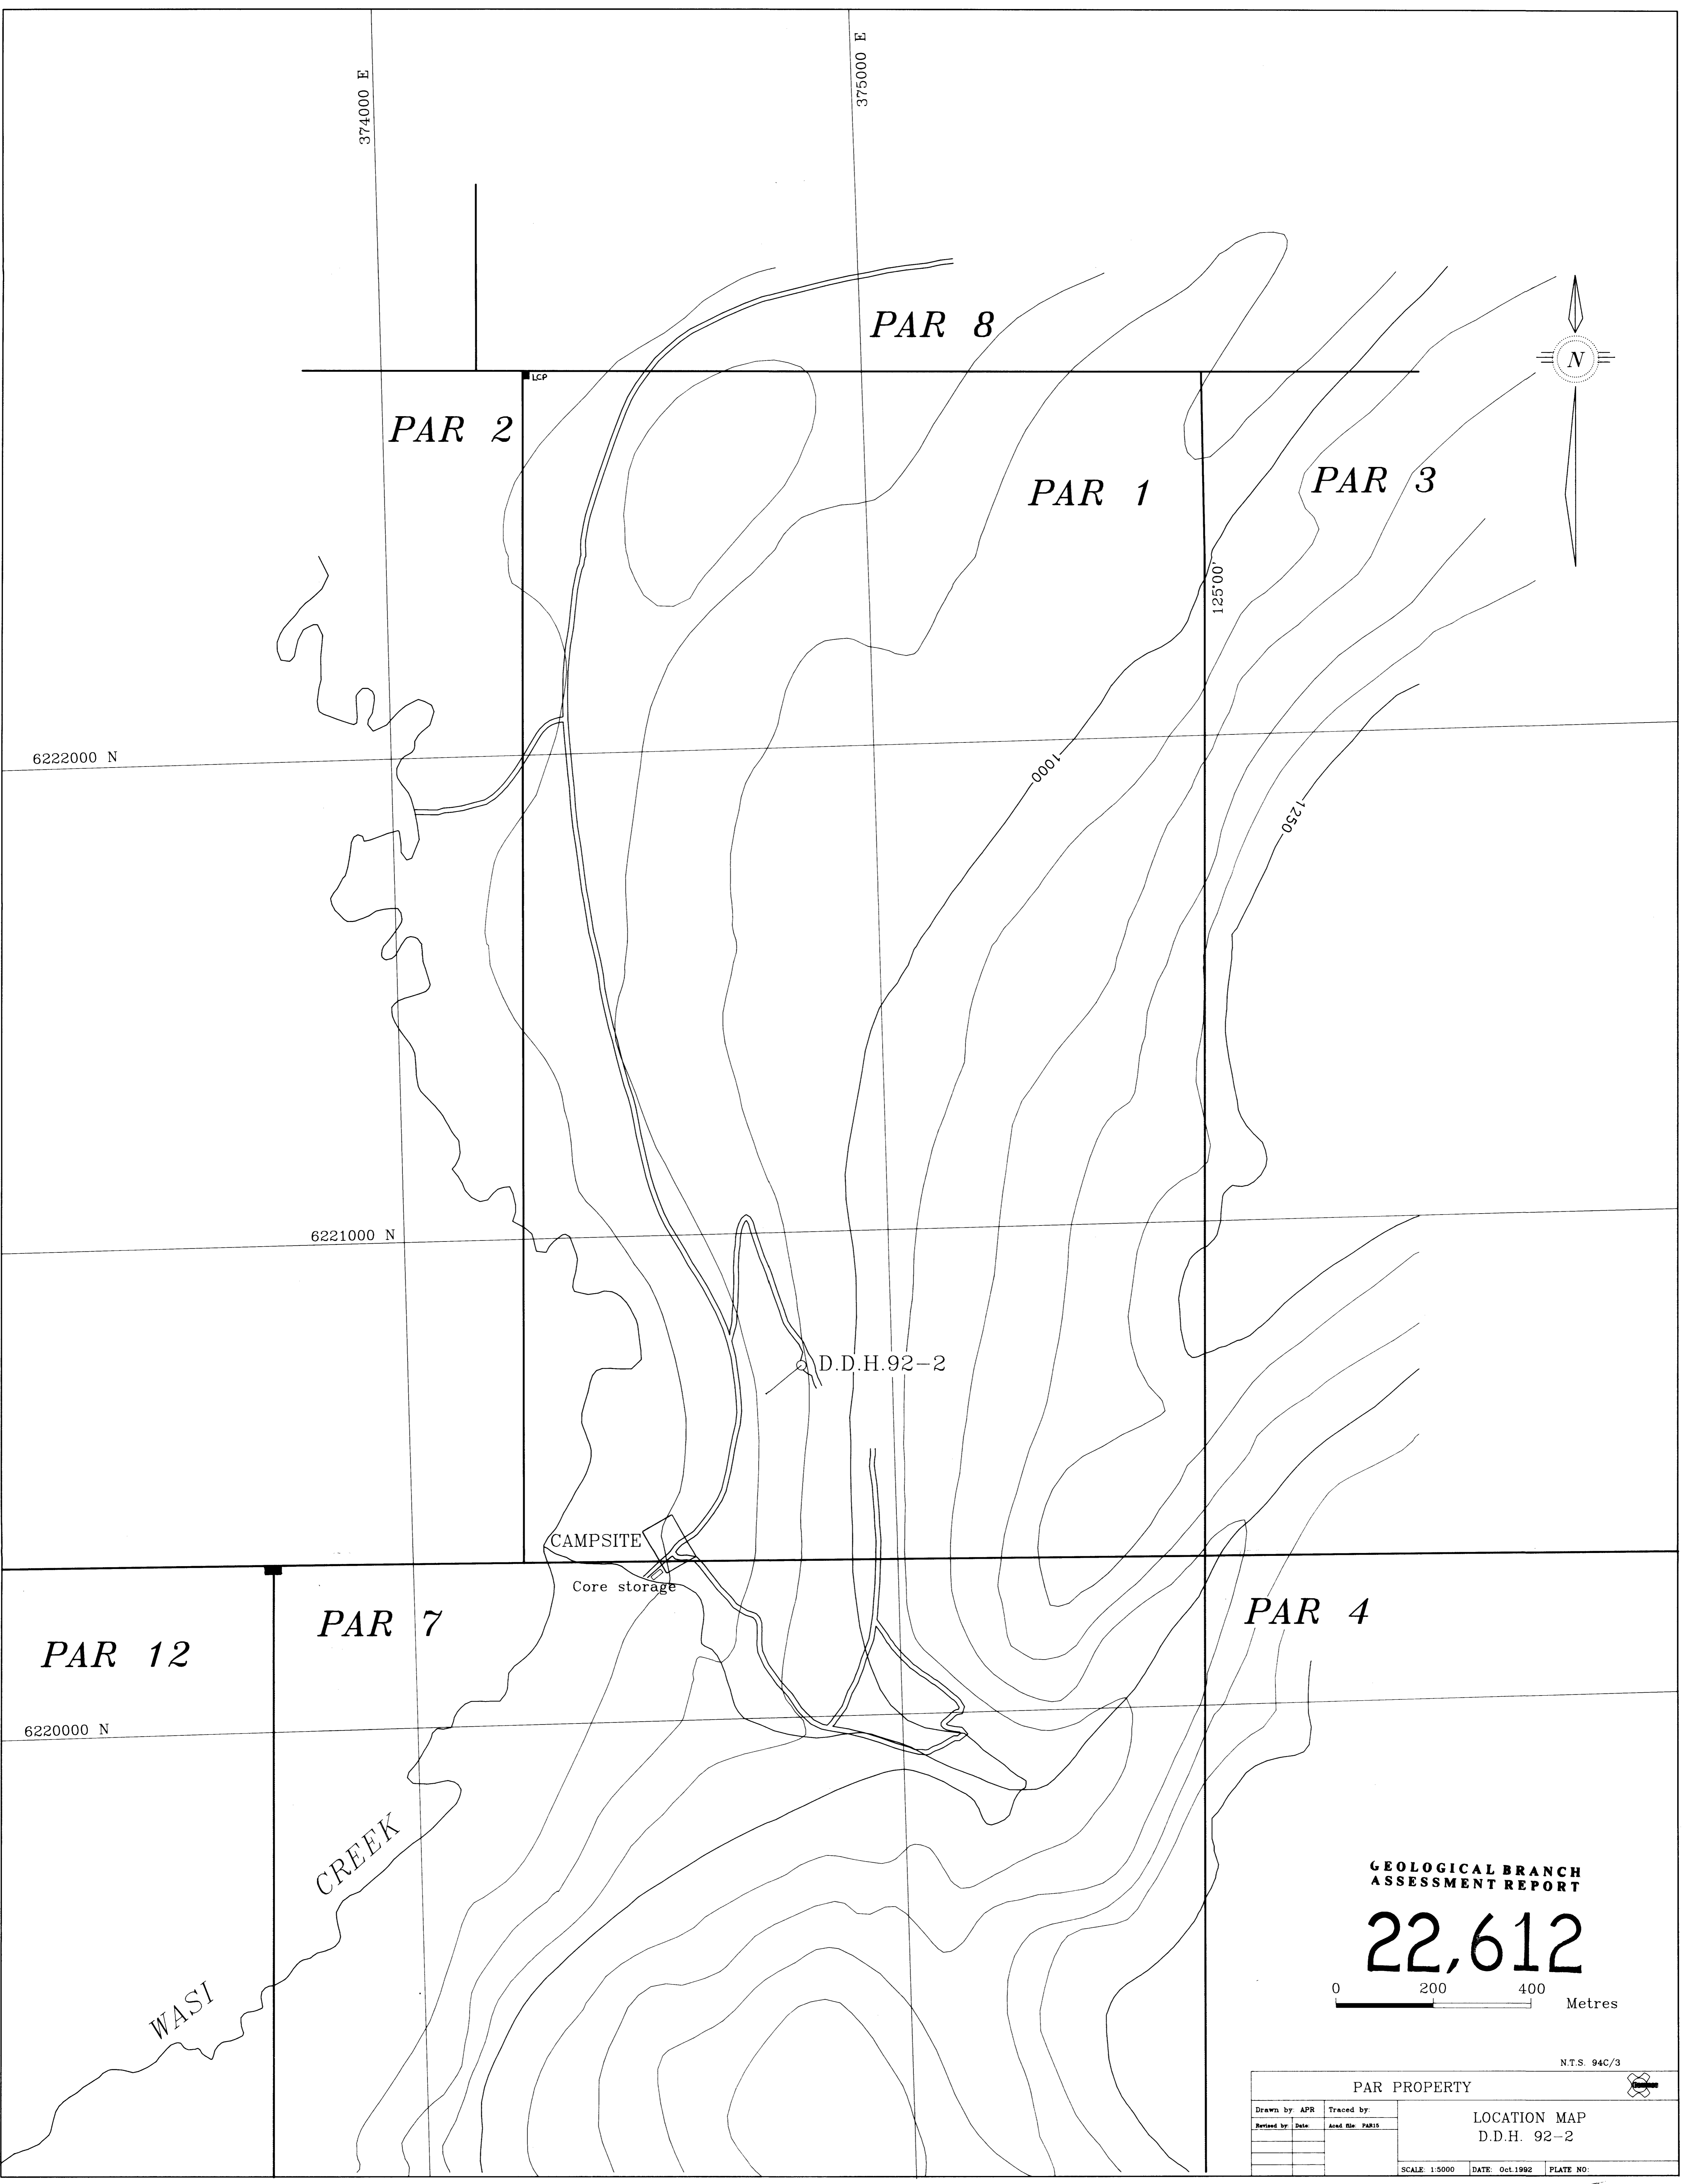 374000 E
375000 E
PAR 8
N
LCP
PAR 2
PAR 1
PAR 3
125°00'
6222000 N
1000
1250
6221000 N
D.D.H.92-2
CAMPSITE
Core storage
PAR 7
PAR 4
PAR 12
6220000 N
CREEK
WASI
GEOLOGICAL BRANCH
ASSESSMENT REPORT
22,612
0 200 400
Metres
N.T.S. 94C/3
PAR PROPERTY
Drawn by: APR
Traced by:
Revised by:
Date:
Acad file: PAR15
LOCATION MAP
D.D.H. 92-2
SCALE: 1:5000
DATE: Oct.1992
PLATE NO: